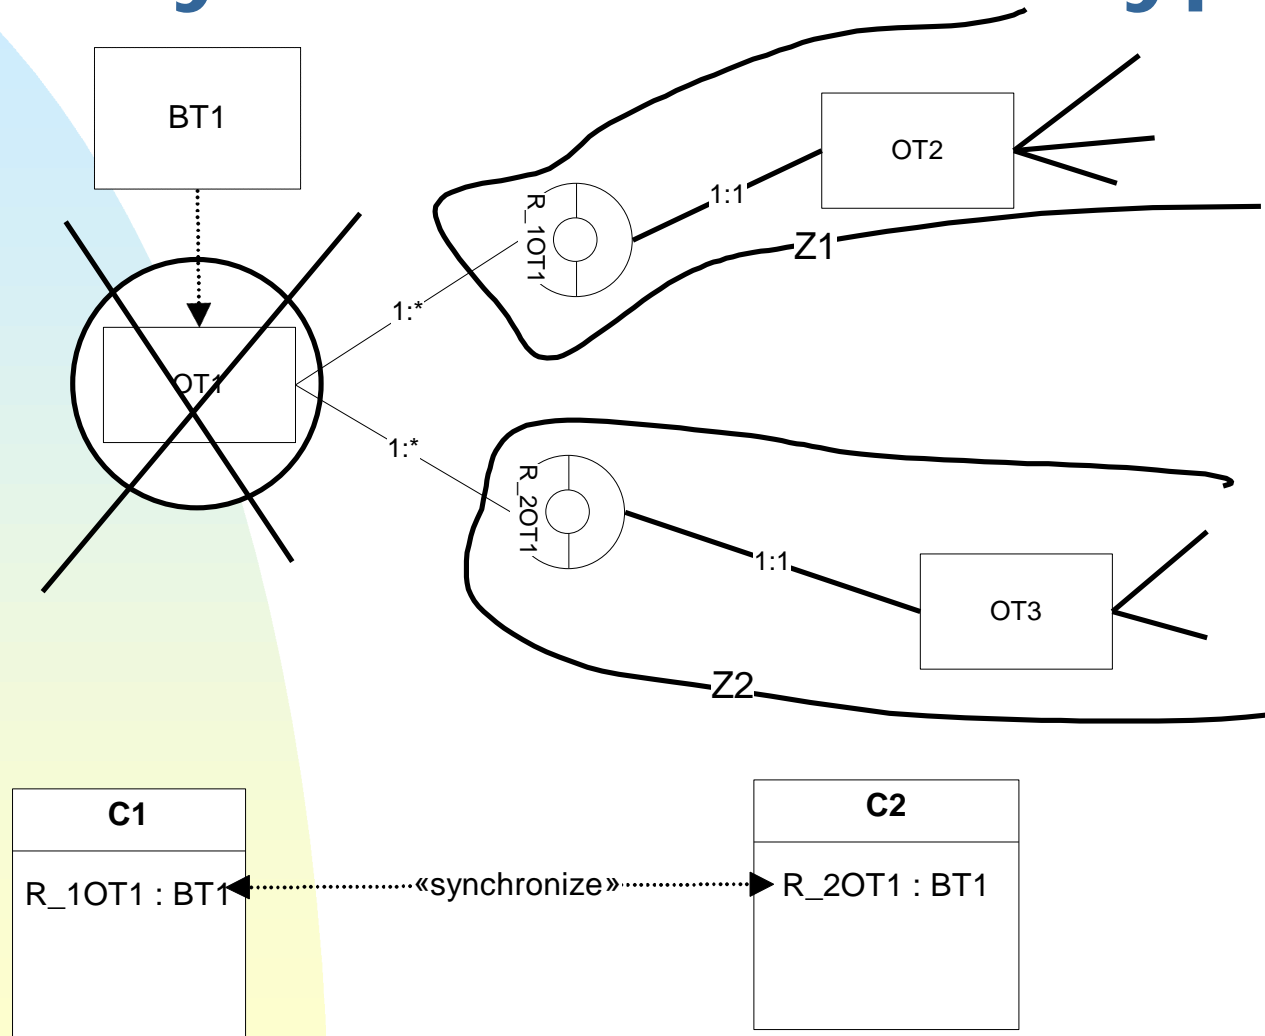 BT1
OT2
R_1OT1
1:1
Z1
1:*
OT1
1:*
R_2OT1
1:1
OT3
Z2
C1
C2
R_1OT1 : BT1
«synchronize»
R_2OT1 : BT1